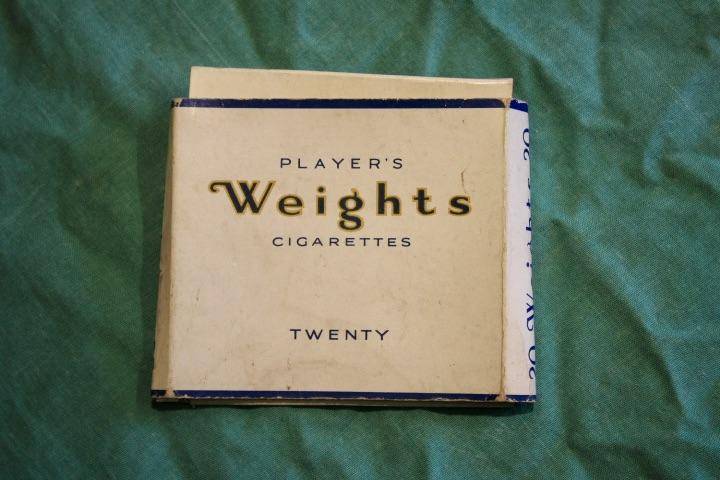 PLAYER'S
Weights
CIGARETTES
TWENTY
20 Weights 20